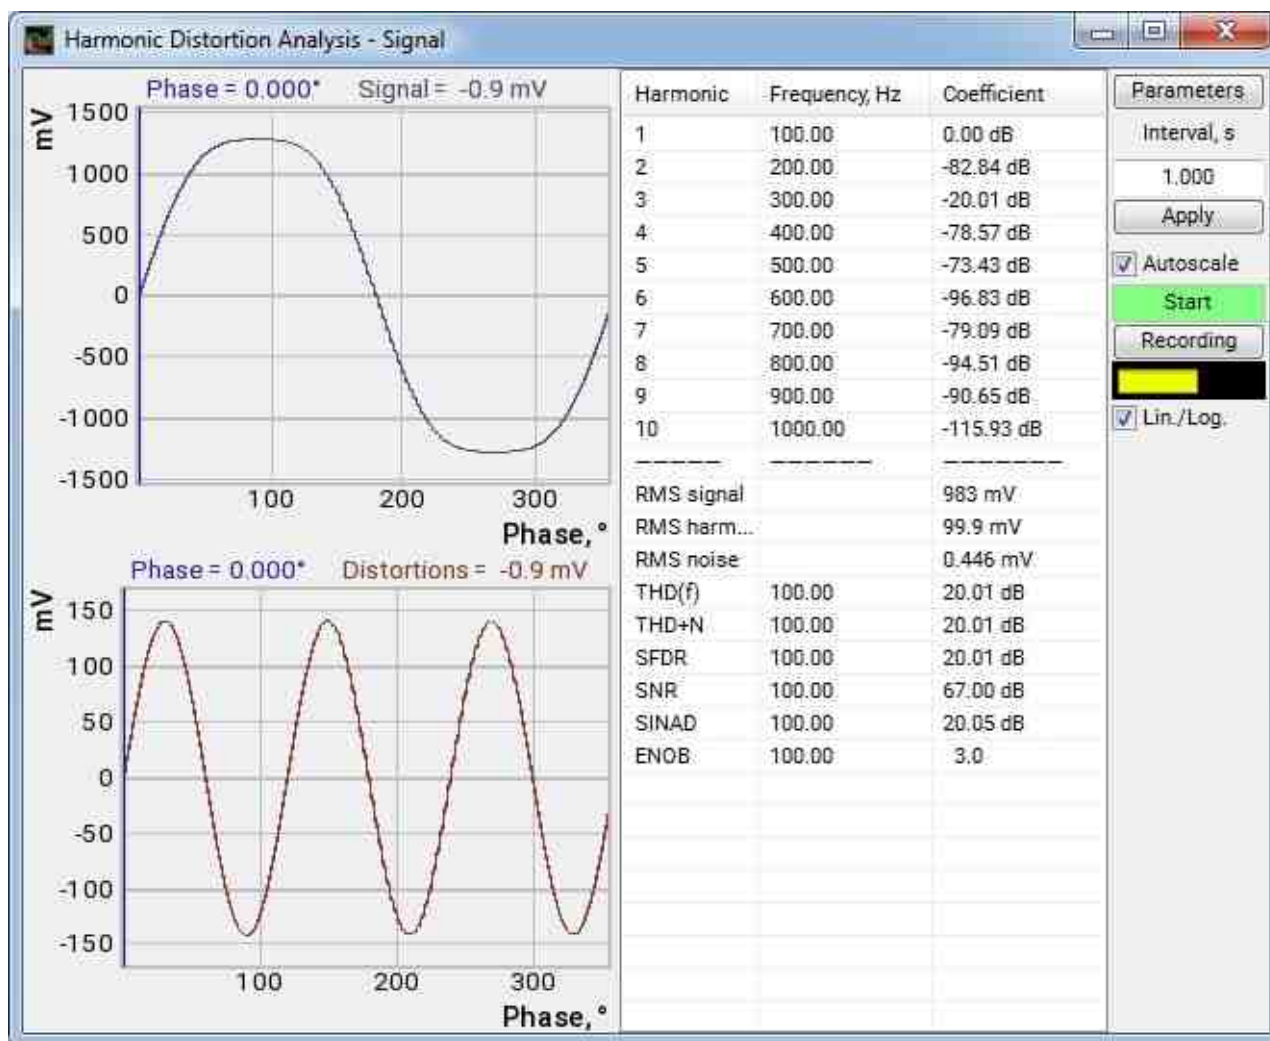 Harmonic Distortion Analysis - Signal
Phase = 0.000° Signal = -0.9 mV
mV
1500
1000
500
0
-500
-1000
-1500
100 200 300
Phase, °
Phase = 0.000° Distortions = -0.9 mV
mV
150
100
50
0
-50
-100
-150
100 200 300
Phase, °
Harmonic Frequency, Hz Coefficient
1 100.00 0.00 dB
2 200.00 -82.84 dB
3 300.00 -20.01 dB
4 400.00 -78.57 dB
5 500.00 -73.43 dB
6 600.00 -96.83 dB
7 700.00 -79.09 dB
8 800.00 -94.51 dB
9 900.00 -90.65 dB
10 1000.00 -115.93 dB
————— —————— ———————
RMS signal 983 mV
RMS harm... 99.9 mV
RMS noise 0.446 mV
THD(f) 100.00 20.01 dB
THD+N 100.00 20.01 dB
SFDR 100.00 20.01 dB
SNR 100.00 67.00 dB
SINAD 100.00 20.05 dB
ENOB 100.00 3.0
Parameters
Interval, s
1.000
Apply
Autoscale
Start
Recording
Lin./Log.